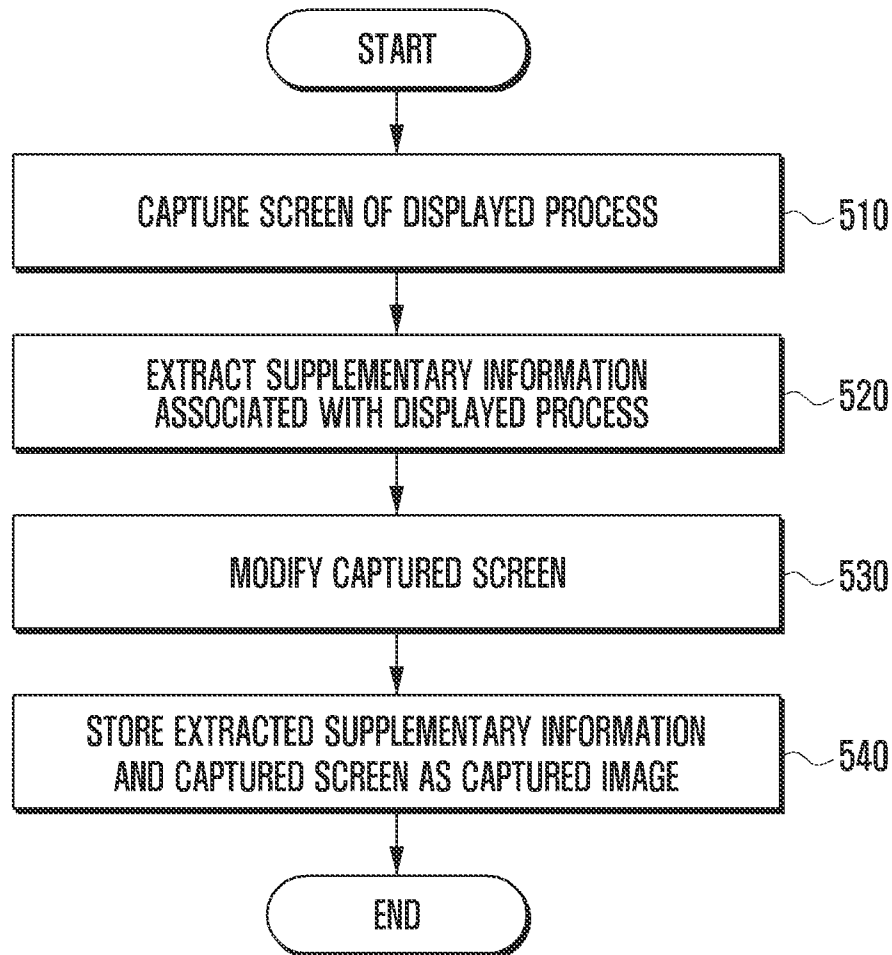 START
CAPTURE SCREEN OF DISPLAYED PROCESS
510
EXTRACT SUPPLEMENTARY INFORMATION
ASSOCIATED WITH DISPLAYED PROCESS
520
MODIFY CAPTURED SCREEN
530
STORE EXTRACTED SUPPLEMENTARY INFORMATION
AND CAPTURED SCREEN AS CAPTURED IMAGE
540
END